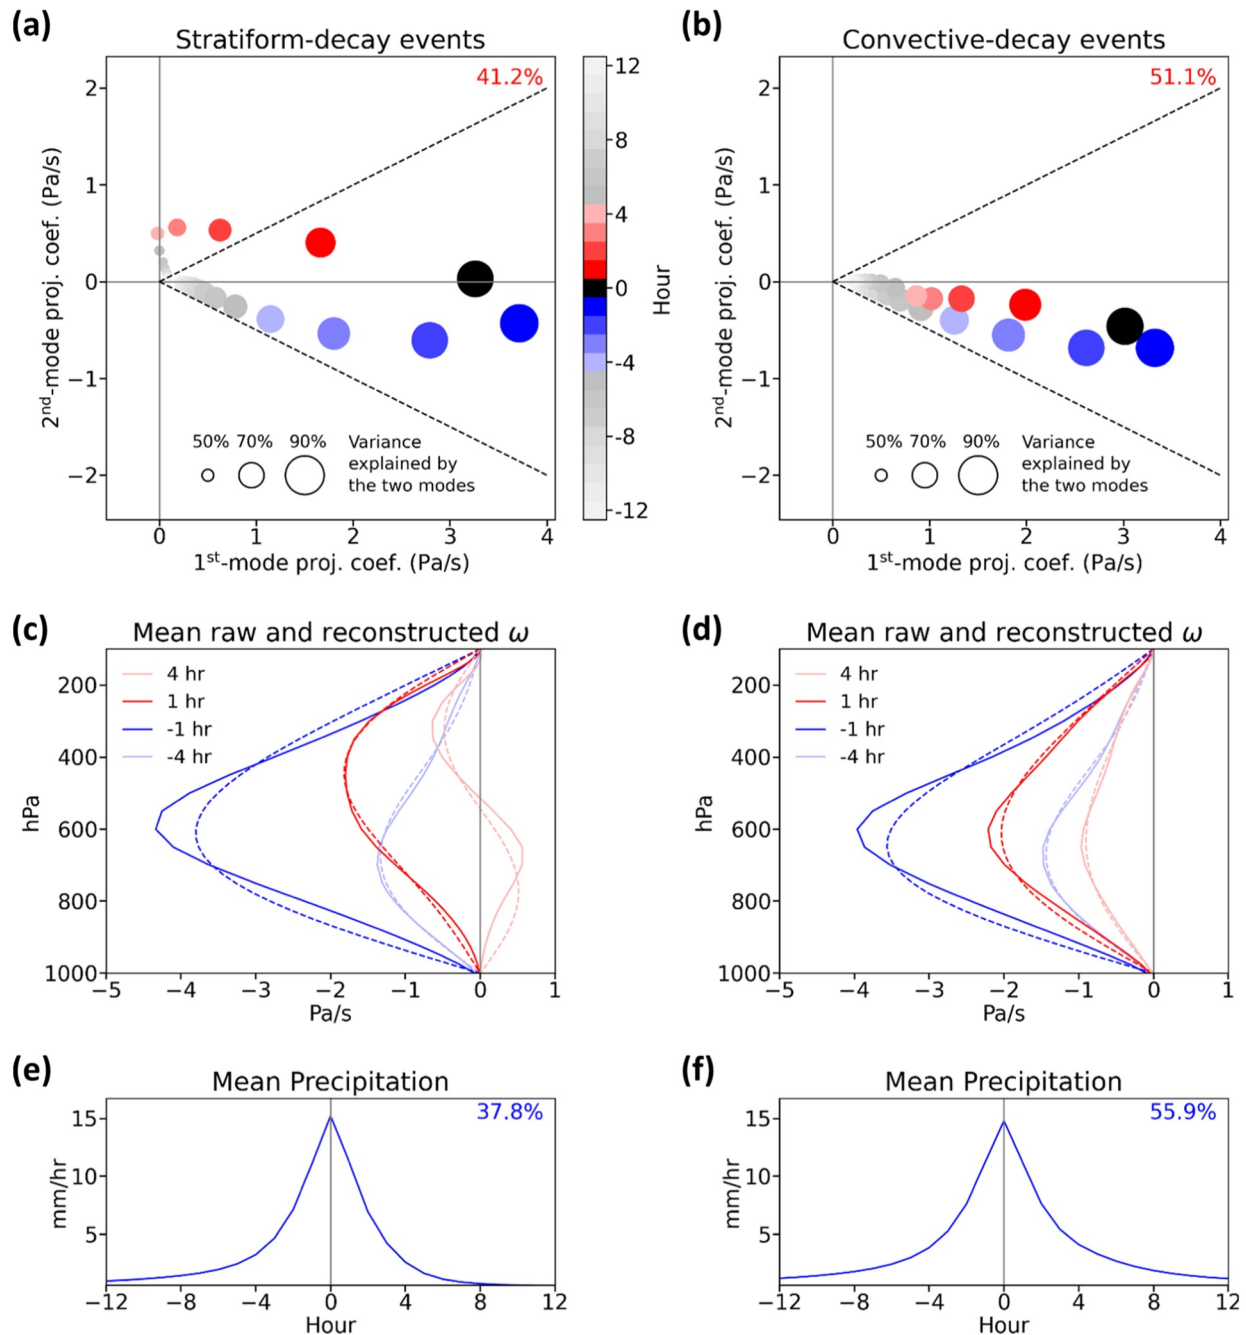 (a)
Stratiform-decay events
41.2%
2
1
0
−1
−2
2nd-mode proj. coef. (Pa/s)
50% 70% 90% Variance
explained by
the two modes
0 1 2 3 4
1st-mode proj. coef. (Pa/s)
12
8
4
0
-4
-8
-12
Hour
(b)
Convective-decay events
51.1%
2
1
0
−1
−2
2nd-mode proj. coef. (Pa/s)
50% 70% 90% Variance
explained by
the two modes
0 1 2 3 4
1st-mode proj. coef. (Pa/s)
(c)
Mean raw and reconstructed ω
4 hr
1 hr
-1 hr
-4 hr
200
400
600
800
1000
hPa
−5 −4 −3 −2 −1 0 1
Pa/s
(d)
Mean raw and reconstructed ω
4 hr
1 hr
-1 hr
-4 hr
200
400
600
800
1000
hPa
−5 −4 −3 −2 −1 0 1
Pa/s
(e)
Mean Precipitation
37.8%
15
10
5
mm/hr
−12 −8 −4 0 4 8 12
Hour
(f)
Mean Precipitation
55.9%
15
10
5
mm/hr
−12 −8 −4 0 4 8 12
Hour